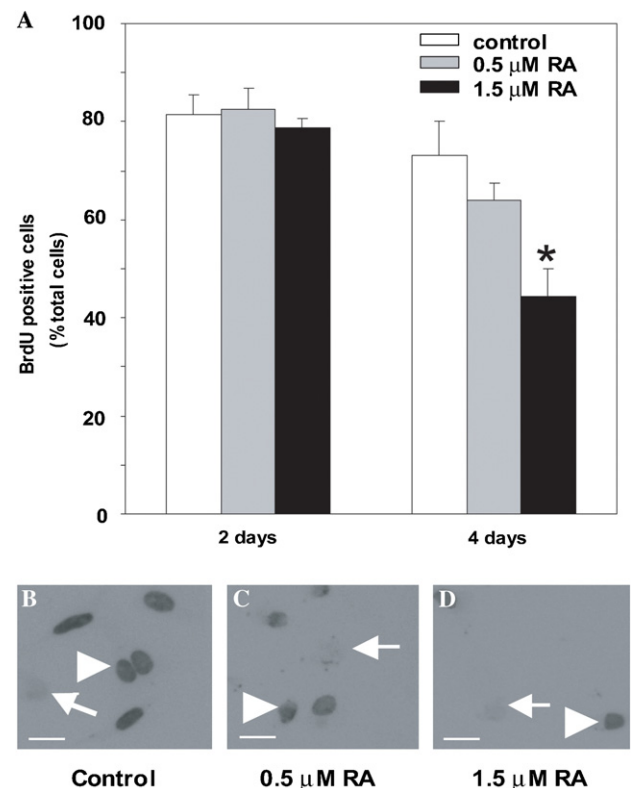 A
100
80
60
40
20
0
BrdU positive cells
(% total cells)
control
0.5 μM RA
1.5 μM RA
*
2 days
4 days
B
C
D
Control
0.5 μM RA
1.5 μM RA